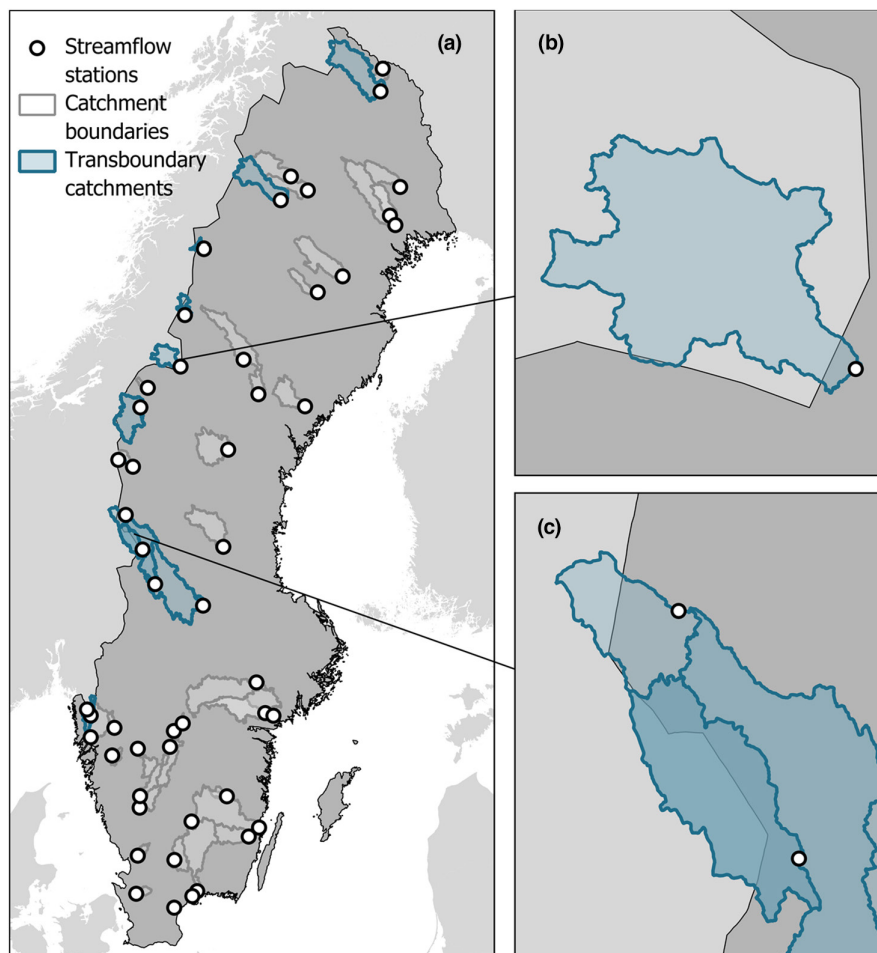 Streamflow
stations
Catchment
boundaries
Transboundary
catchments
(a)
(b)
(c)